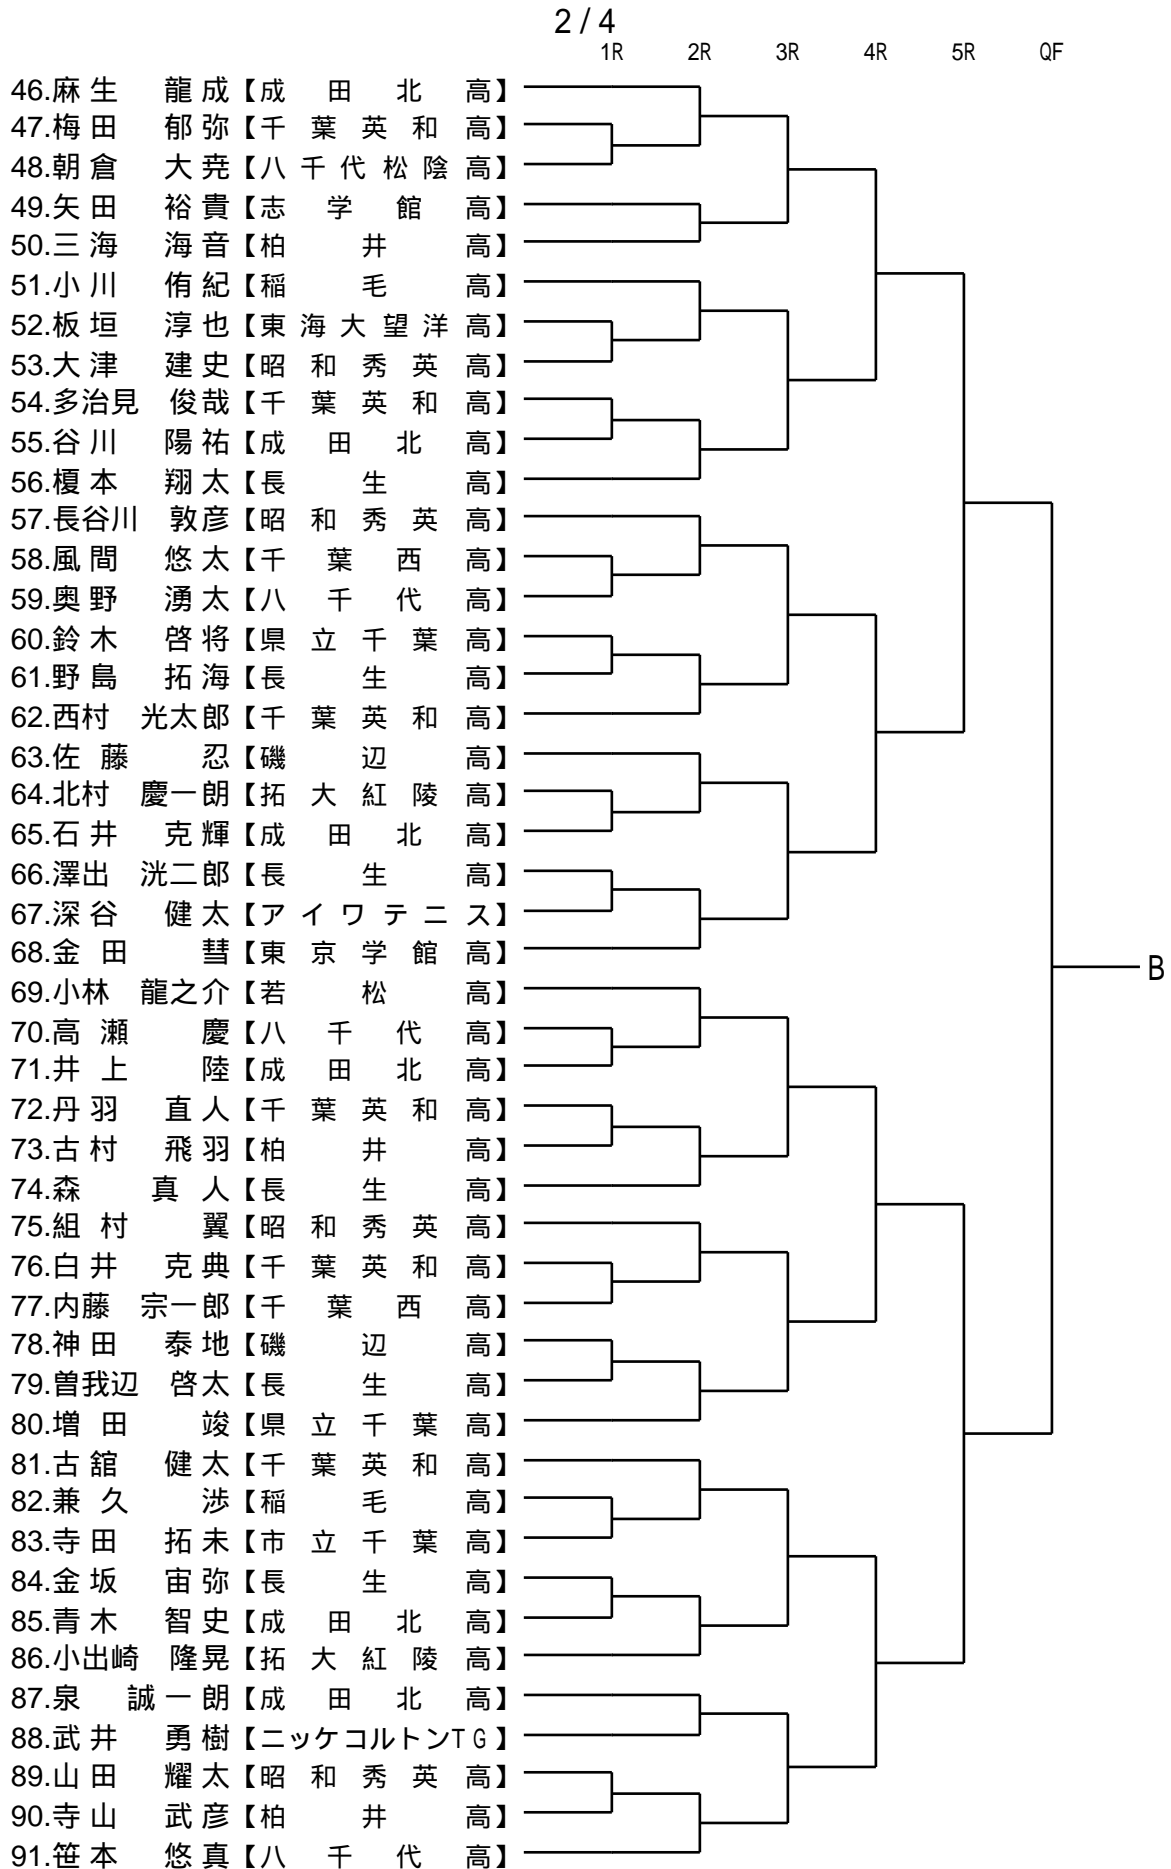 2 / 4
1R 2R 3R 4R 5R QF
46.麻生 龍成【成田北高】
47.梅田 郁弥【千葉英和高】
48.朝倉 大尭【八千代松陰高】
49.矢田 裕貴【志学館高】
50.三海 海音【柏井高】
51.小川 侑紀【稲毛高】
52.板垣 淳也【東海大望洋高】
53.大津 建史【昭和秀英高】
54.多治見 俊哉【千葉英和高】
55.谷川 陽祐【成田北高】
56.榎本 翔太【長生高】
57.長谷川 敦彦【昭和秀英高】
58.風間 悠太【千葉西高】
59.奥野 湧太【八千代高】
60.鈴木 啓将【県立千葉高】
61.野島 拓海【長生高】
62.西村 光太郎【千葉英和高】
63.佐藤 忍【磯辺高】
64.北村 慶一朗【拓大紅陵高】
65.石井 克輝【成田北高】
66.澤出 洸二郎【長生高】
67.深谷 健太【アイワテニス】
68.金田 彗【東京学館高】
B
69.小林 龍之介【若松高】
70.高瀬 慶【八千代高】
71.井上 陸【成田北高】
72.丹羽 直人【千葉英和高】
73.古村 飛羽【柏井高】
74.森 真人【長生高】
75.組村 翼【昭和秀英高】
76.白井 克典【千葉英和高】
77.内藤 宗一郎【千葉西高】
78.神田 泰地【磯辺高】
79.曽我辺 啓太【長生高】
80.増田 竣【県立千葉高】
81.古舘 健太【千葉英和高】
82.兼久 渉【稲毛高】
83.寺田 拓未【市立千葉高】
84.金坂 宙弥【長生高】
85.青木 智史【成田北高】
86.小出崎 隆晃【拓大紅陵高】
87.泉 誠一朗【成田北高】
88.武井 勇樹【ニッケコルトンTG】
89.山田 耀太【昭和秀英高】
90.寺山 武彦【柏井高】
91.笹本 悠真【八千代高】